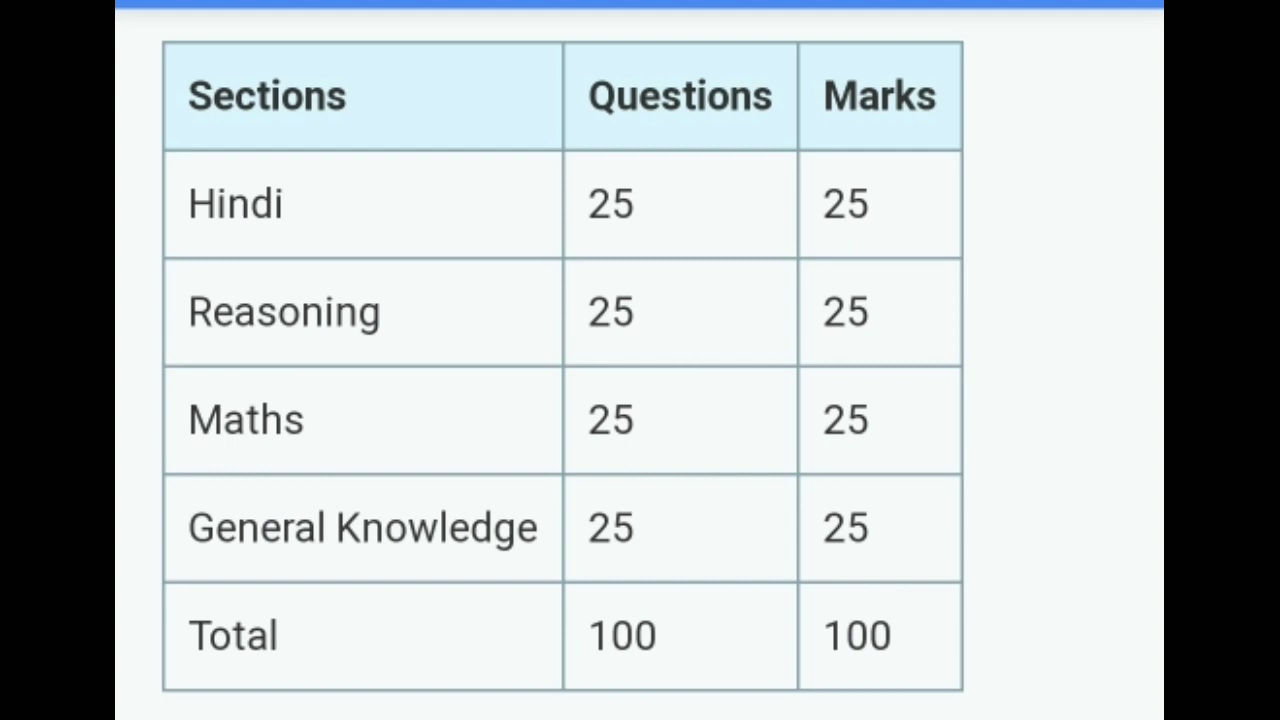 Sections Questions Marks
Hindi 25 25
Reasoning 25 25
Maths 25 25
General Knowledge 25 25
Total 100 100